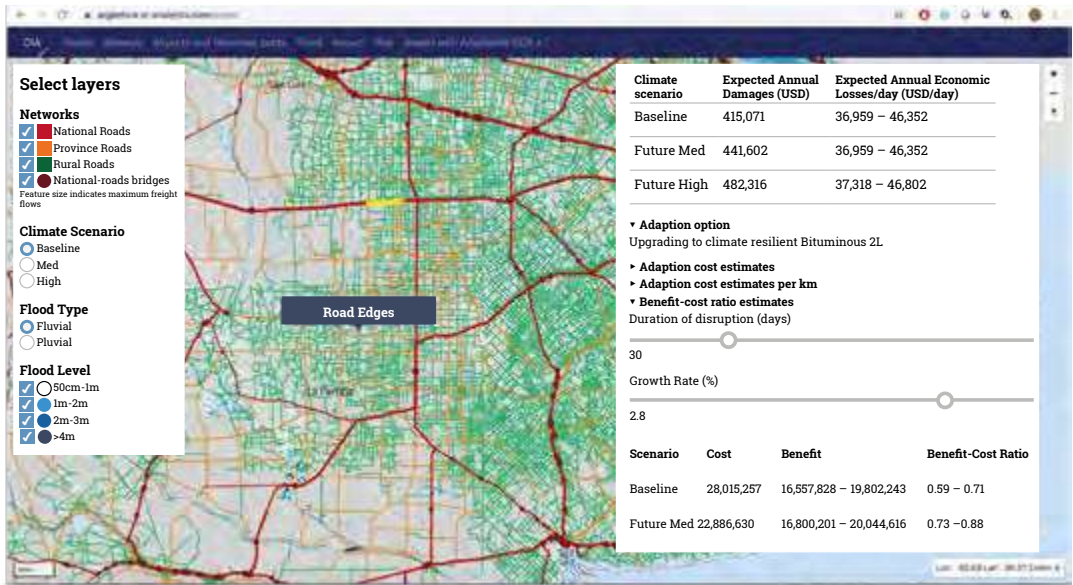 OIA
Select layers
Networks
National Roads
Province Roads
Rural Roads
National-roads bridges
Feature size indicates maximum freight
flows
Climate Scenario
Baseline
Med
High
Flood Type
Fluvial
Pluvial
Flood Level
50cm-1m
1m-2m
2m-3m
>4m
Road Edges
Climate scenario Expected Annual Damages (USD) Expected Annual Economic Losses/day (USD/day)
Baseline 415,071 36,959 – 46,352
Future Med 441,602 36,959 – 46,352
Future High 482,316 37,318 – 46,802
▾ Adaption option
Upgrading to climate resilient Bituminous 2L
▸ Adaption cost estimates
▸ Adaption cost estimates per km
▾ Benefit-cost ratio estimates
Duration of disruption (days)
30
Growth Rate (%)
2.8
Scenario Cost Benefit Benefit-Cost Ratio
Baseline 28,015,257 16,557,828 – 19,802,243 0.59 – 0.71
Future Med 22,886,630 16,800,201 – 20,044,616 0.73 –0.88